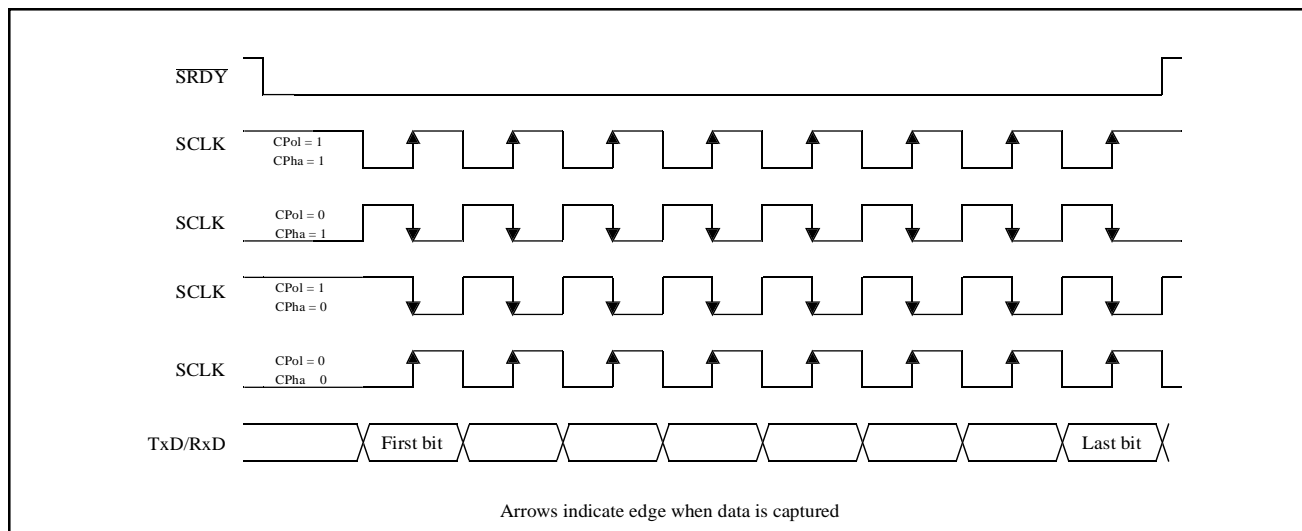 SRDY
SCLK
CPol = 1
CPha = 1
SCLK
CPol = 0
CPha = 1
SCLK
CPol = 1
CPha = 0
SCLK
CPol = 0
CPha 0
TxD/RxD
First bit
Last bit
Arrows indicate edge when data is captured